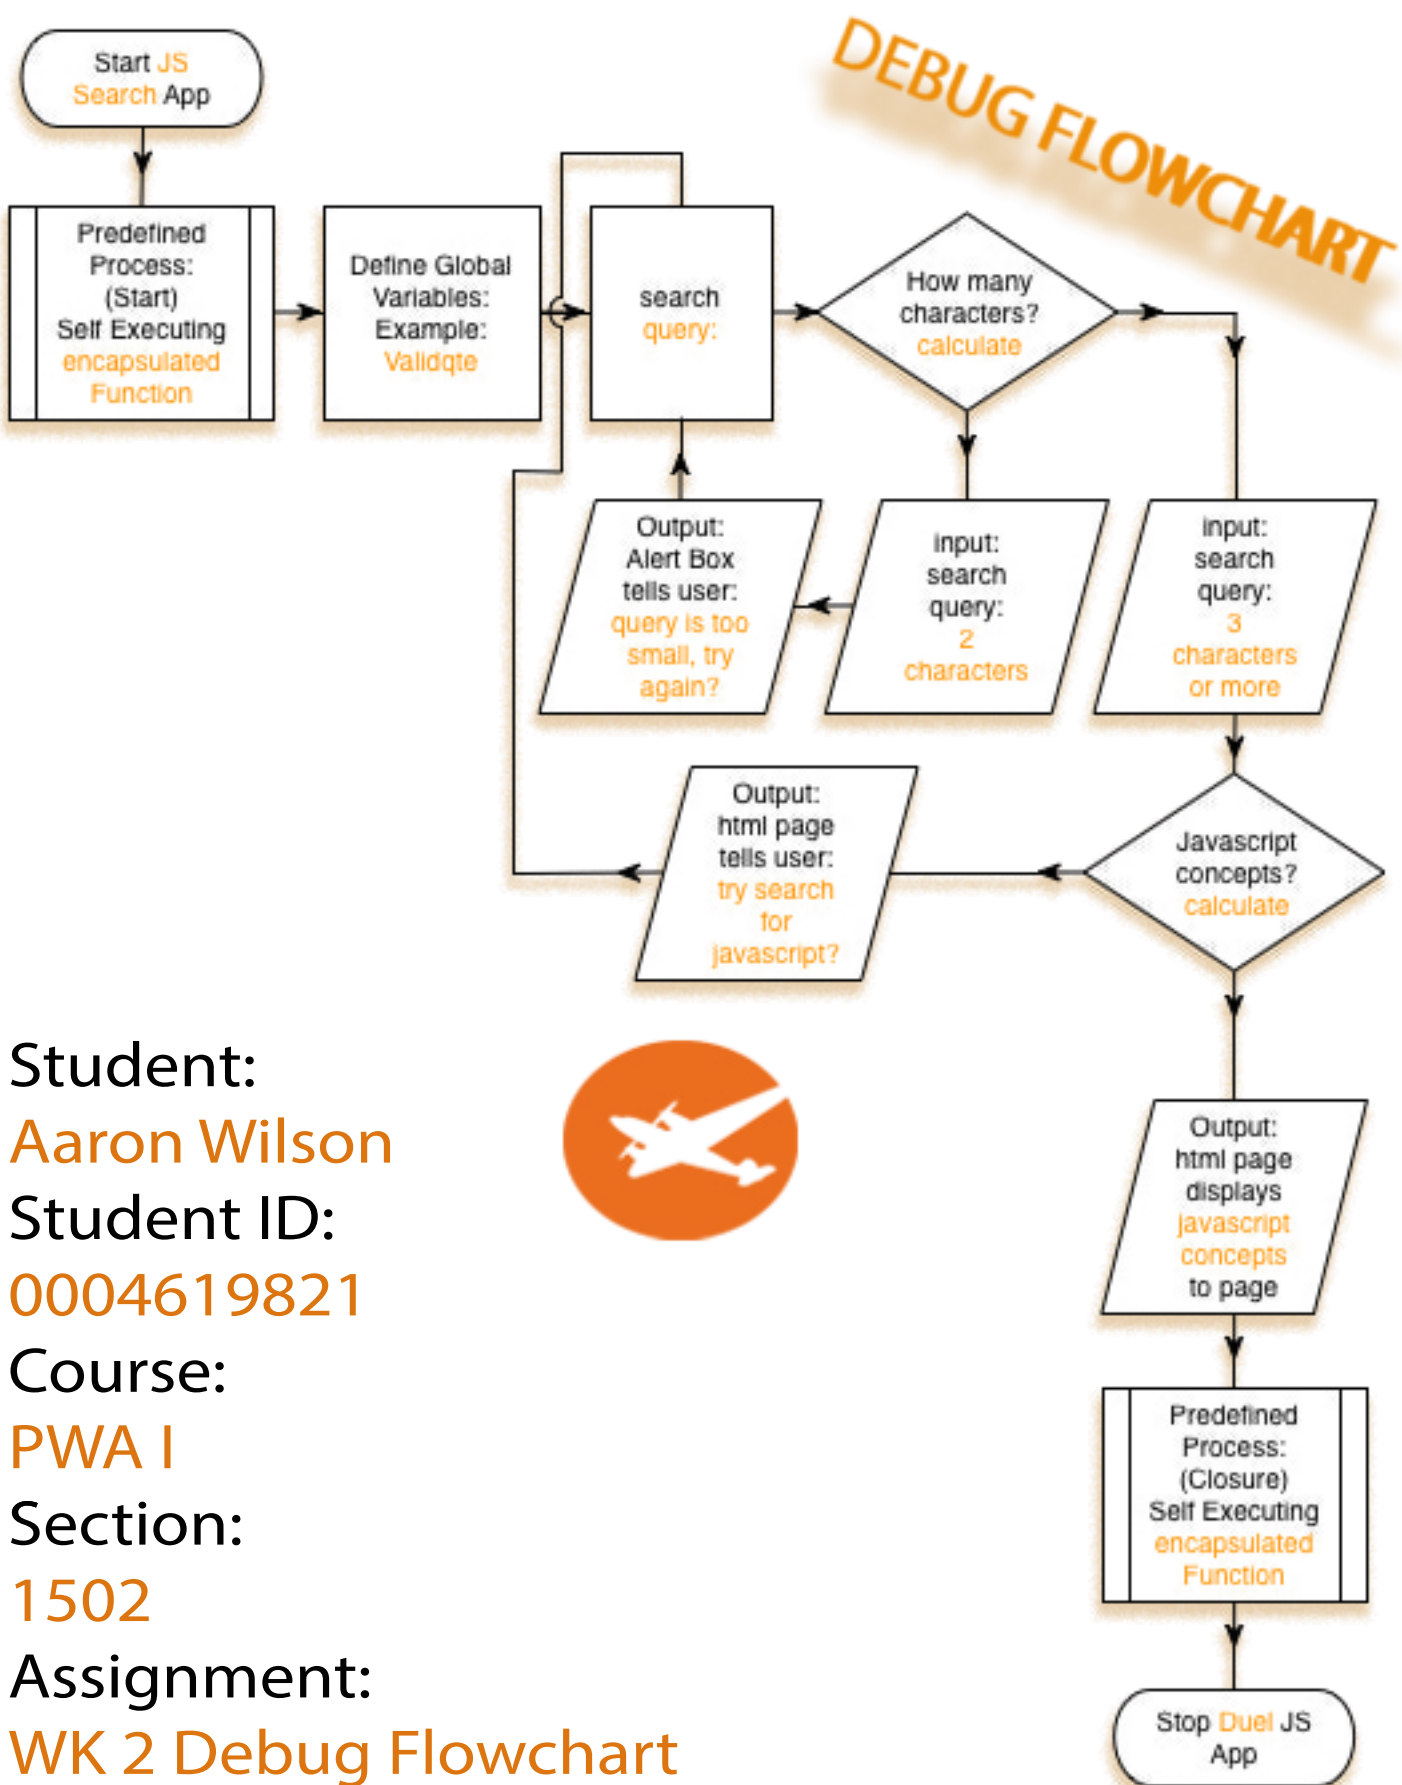 DEBUG FLOWCHART
Start JS
Search App
Predefined
Process:
(Start)
Self Executing
encapsulated
Function
Define Global
Variables:
Example:
Validqte
search
query:
How many
characters?
calculate
Output:
Alert Box
tells user:
query is too
small, try
again?
input:
search
query:
2
characters
input:
search
query:
3
characters
or more
Output:
html page
tells user:
try search
for
javascript?
Javascript
concepts?
calculate
Output:
html page
displays
javascript
concepts
to page
Predefined
Process:
(Closure)
Self Executing
encapsulated
Function
Stop Duel JS
App
Student:
Aaron Wilson
Student ID:
0004619821
Course:
PWA I
Section:
1502
Assignment:
WK 2 Debug Flowchart